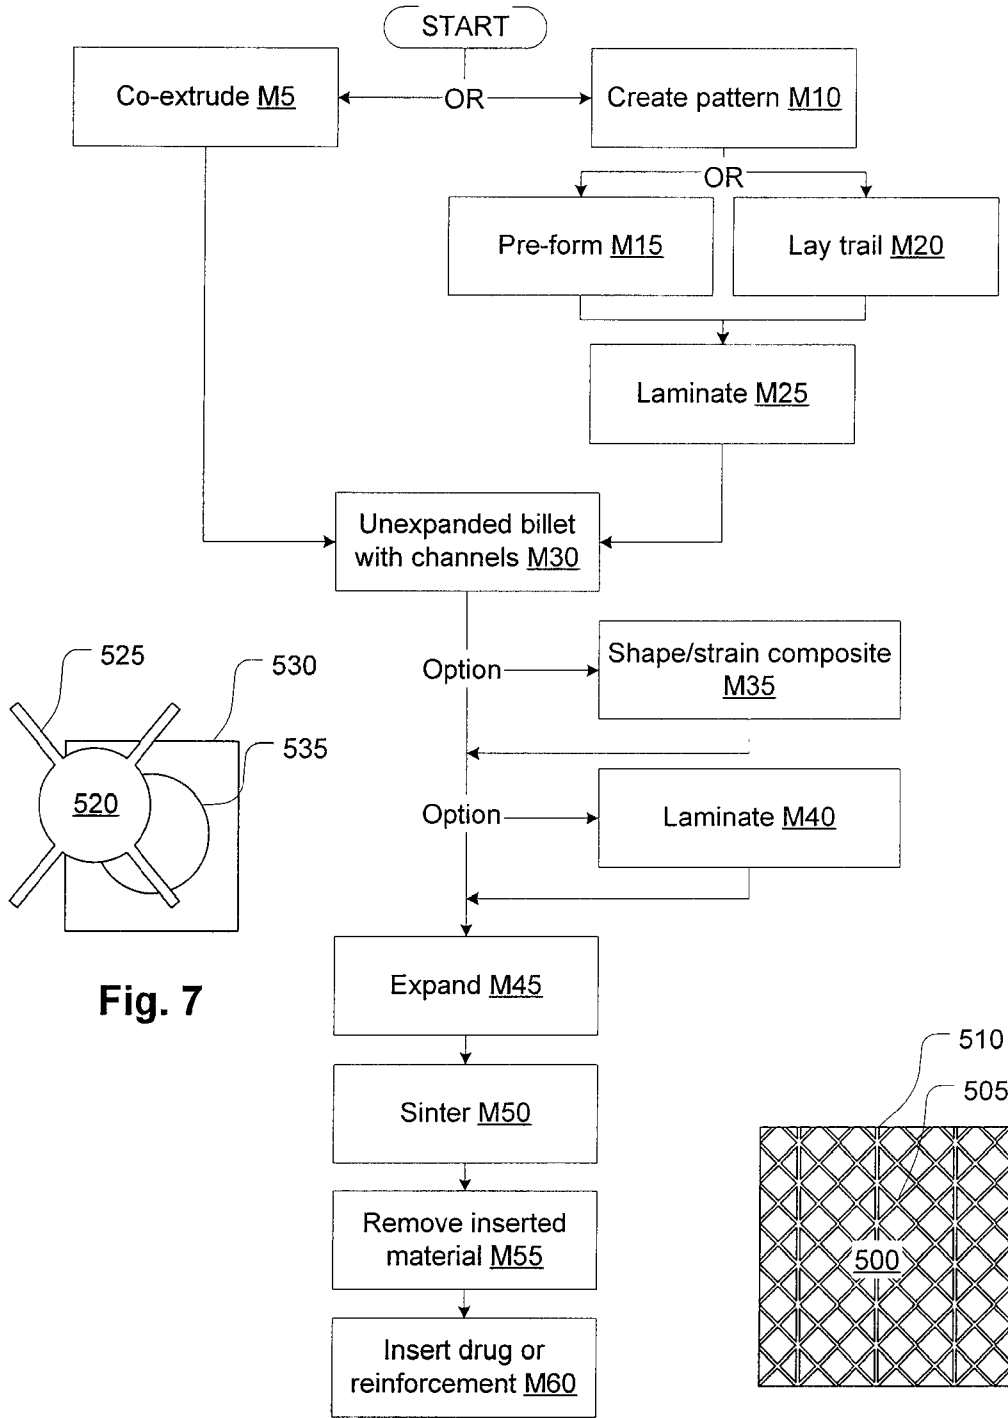 START
Co-extrude M5
OR
Create pattern M10
OR
Pre-form M15
Lay trail M20
Laminate M25
Unexpanded billet
with channels M30
Option
Shape/strain composite
M35
525
530
535
520
Option
Laminate M40
Fig. 7
Expand M45
Sinter M50
510
505
500
Remove inserted
material M55
Insert drug or
reinforcement M60